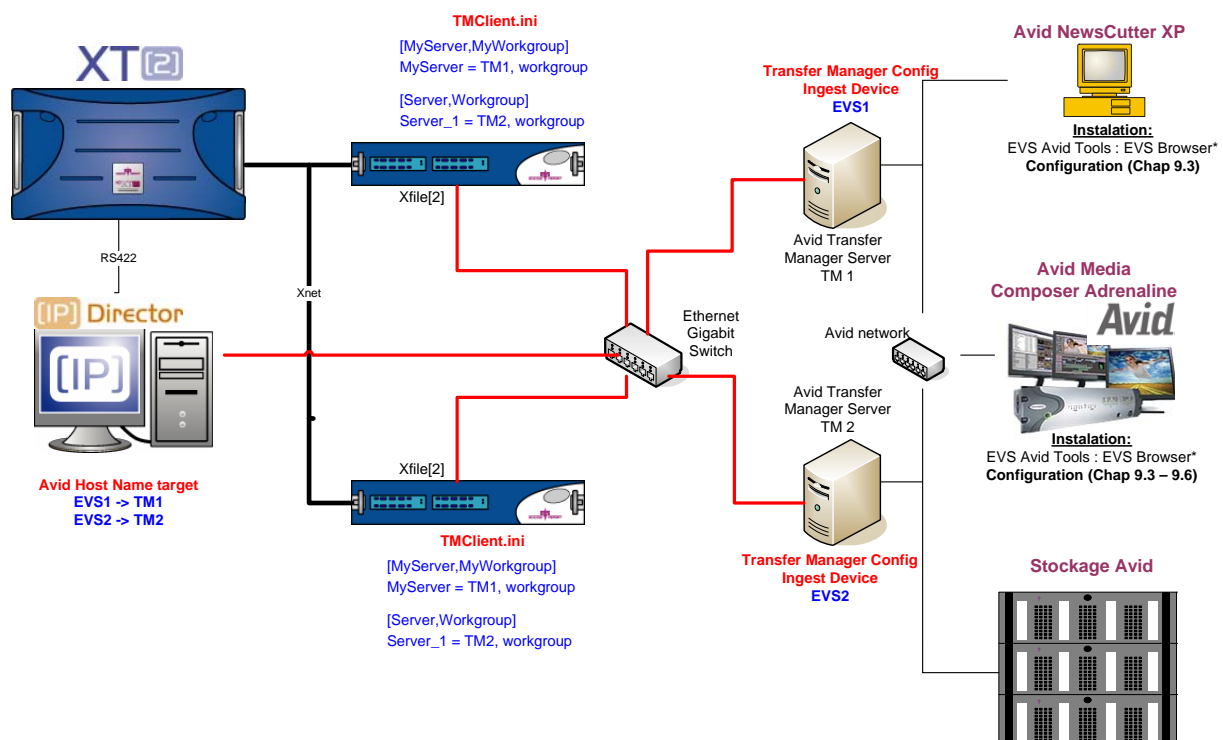 TMClient.ini
[MyServer,MyWorkgroup]
MyServer = TM1, workgroup
[Server,Workgroup]
Server_1 = TM2, workgroup
XT[2]
Xfile[2]
RS422
Xnet
[IP] Director
[IP]
Avid Host Name target
EVS1 -> TM1
EVS2 -> TM2
Xfile[2]
TMClient.ini
[MyServer,MyWorkgroup]
MyServer = TM1, workgroup
[Server,Workgroup]
Server_1 = TM2, workgroup
Ethernet
Gigabit
Switch
Transfer Manager Config
Ingest Device
EVS1
Avid Transfer
Manager Server
TM 1
Avid network
Avid Transfer
Manager Server
TM 2
Transfer Manager Config
Ingest Device
EVS2
Avid NewsCutter XP
Instalation:
EVS Avid Tools : EVS Browser*
Configuration (Chap 9.3)
Avid Media
Composer Adrenaline
Avid
Instalation:
EVS Avid Tools : EVS Browser*
Configuration (Chap 9.3 – 9.6)
Stockage Avid